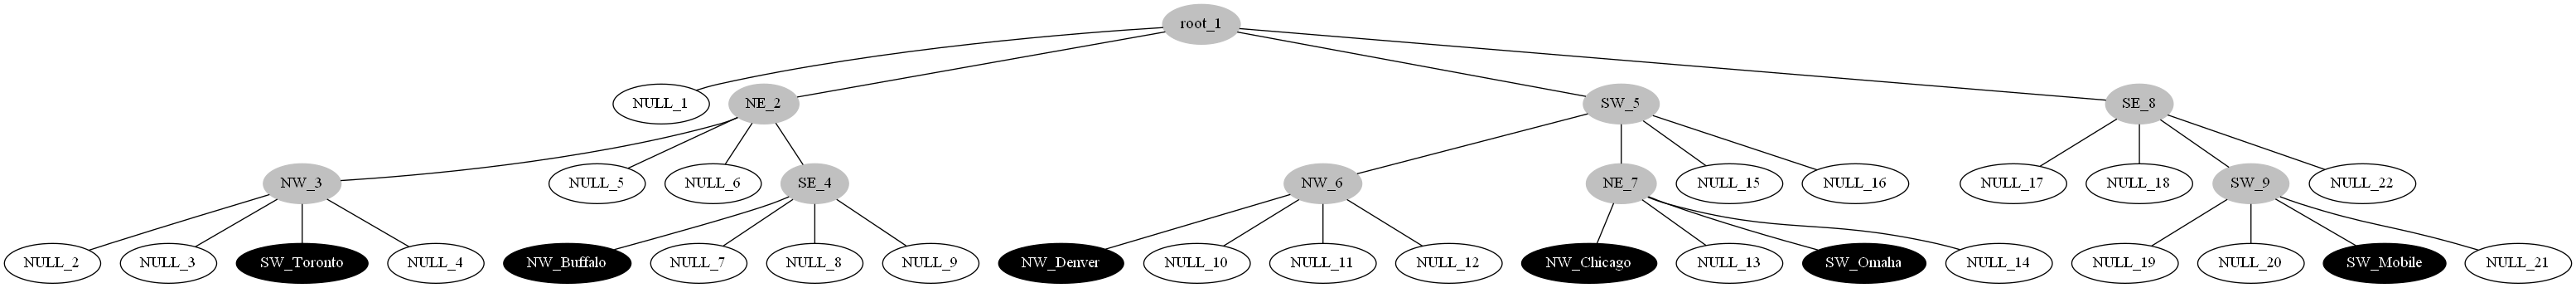 root_1
NULL_1 NE_2 SW_5 SE_8
NW_3 NULL_5 NULL_6 SE_4 NW_6 NE_7 NULL_15 NULL_16 NULL_17 NULL_18 SW_9 NULL_22
NULL_2 NULL_3 SW_Toronto NULL_4 NW_Buffalo NULL_7 NULL_8 NULL_9 NW_Denver NULL_10 NULL_11 NULL_12 NW_Chicago NULL_13 SW_Omaha NULL_14 NULL_19 NULL_20 SW_Mobile NULL_21